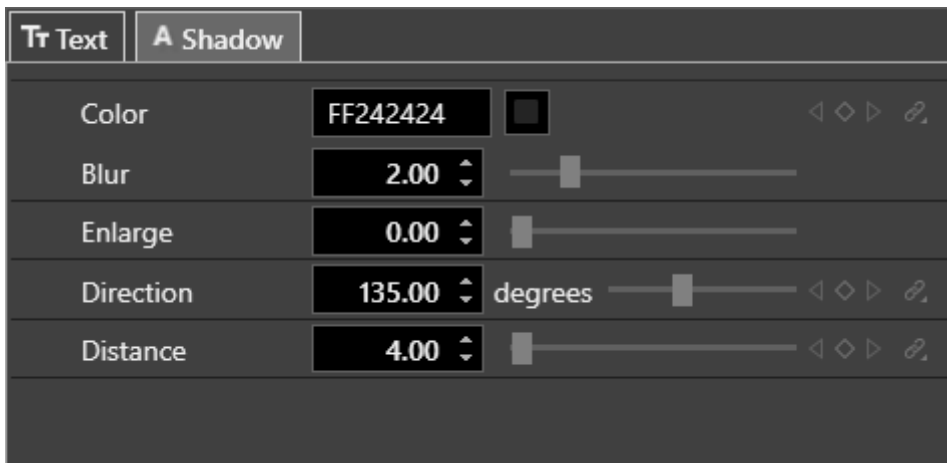 Tт Text A Shadow
Color FF242424
Blur 2.00
Enlarge 0.00
Direction 135.00 degrees
Distance 4.00